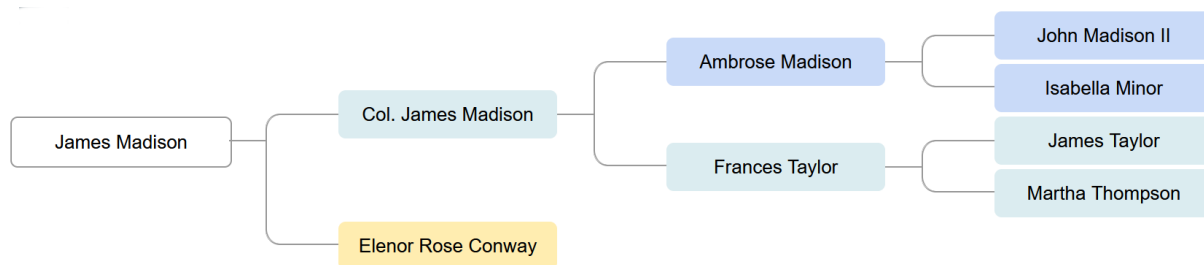 James Madison
Col. James Madison
Elenor Rose Conway
Ambrose Madison
Frances Taylor
John Madison II
Isabella Minor
James Taylor
Martha Thompson